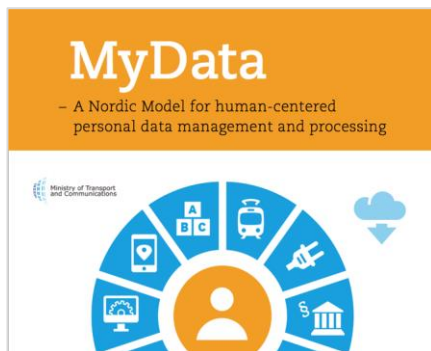 MyData
– A Nordic Model for human-centered
personal data management and processing
Ministry of Transport
and Communications
A
B C
§